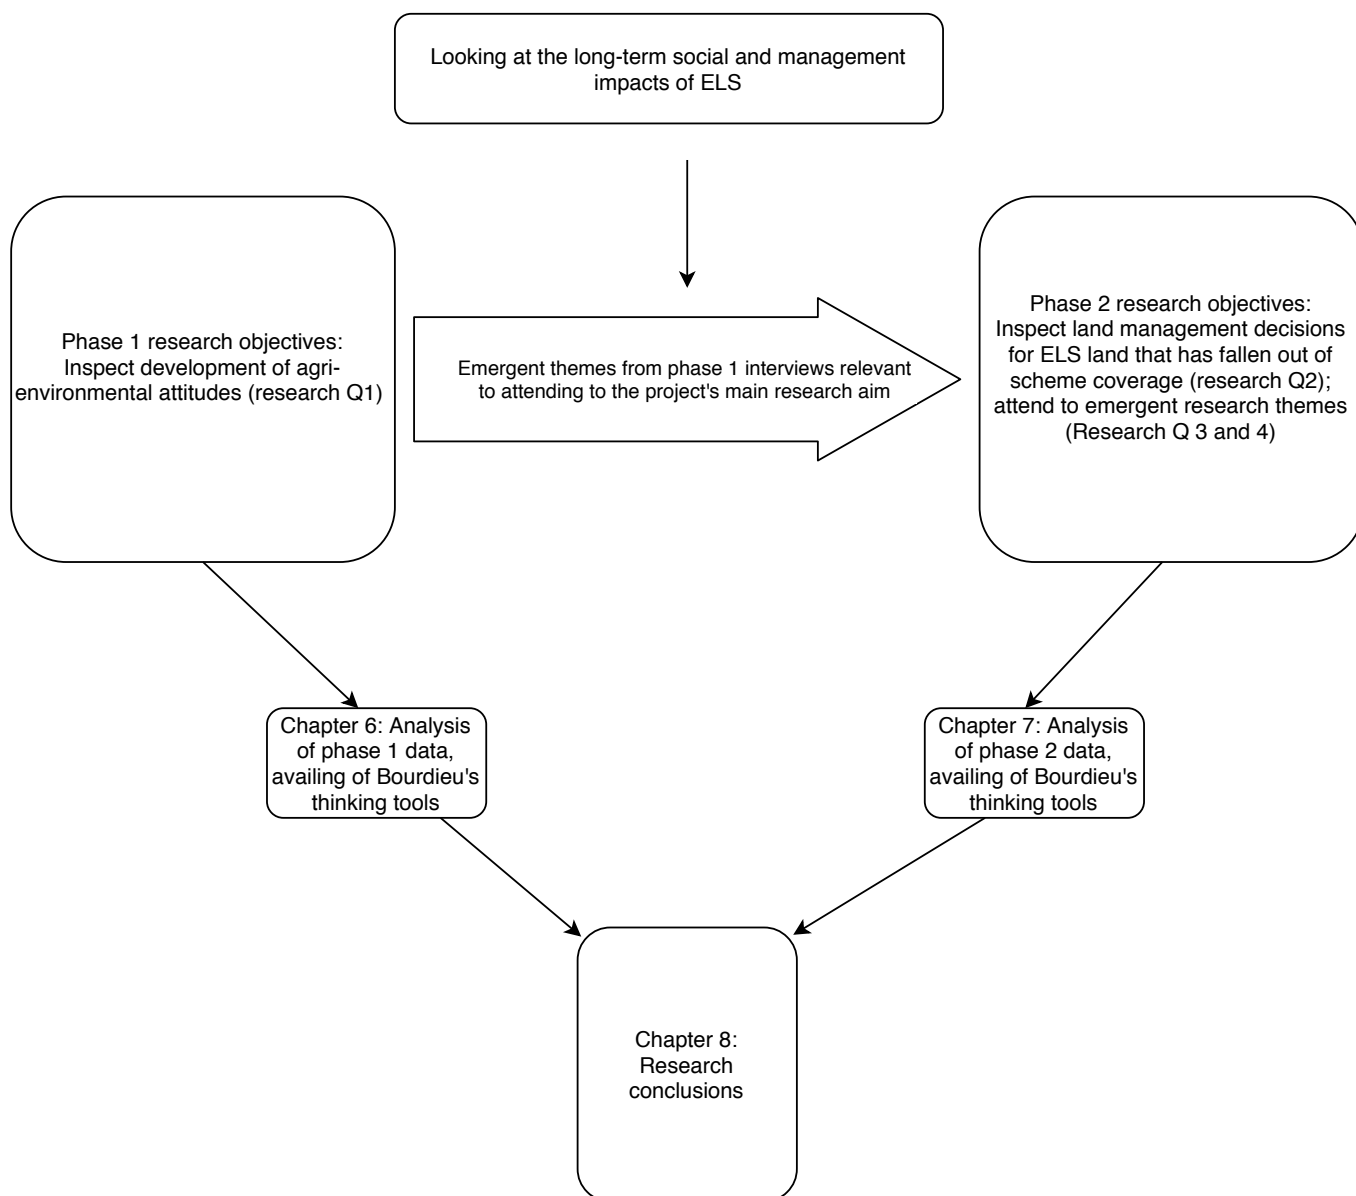 Looking at the long-term social and management
impacts of ELS
Phase 1 research objectives:
Inspect development of agri-
environmental attitudes (research Q1)
Emergent themes from phase 1 interviews relevant
to attending to the project's main research aim
Phase 2 research objectives:
Inspect land management decisions
for ELS land that has fallen out of
scheme coverage (research Q2);
attend to emergent research themes
(Research Q 3 and 4)
Chapter 6: Analysis
of phase 1 data,
availing of Bourdieu's
thinking tools
Chapter 7: Analysis
of phase 2 data,
availing of Bourdieu's
thinking tools
Chapter 8:
Research
conclusions